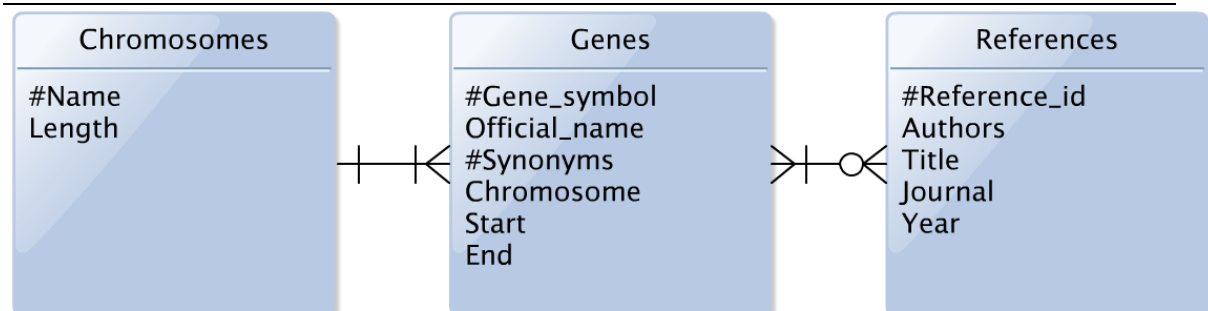 Chromosomes
#Name
Length
Genes
#Gene_symbol
Official_name
#Synonyms
Chromosome
Start
End
References
#Reference_id
Authors
Title
Journal
Year